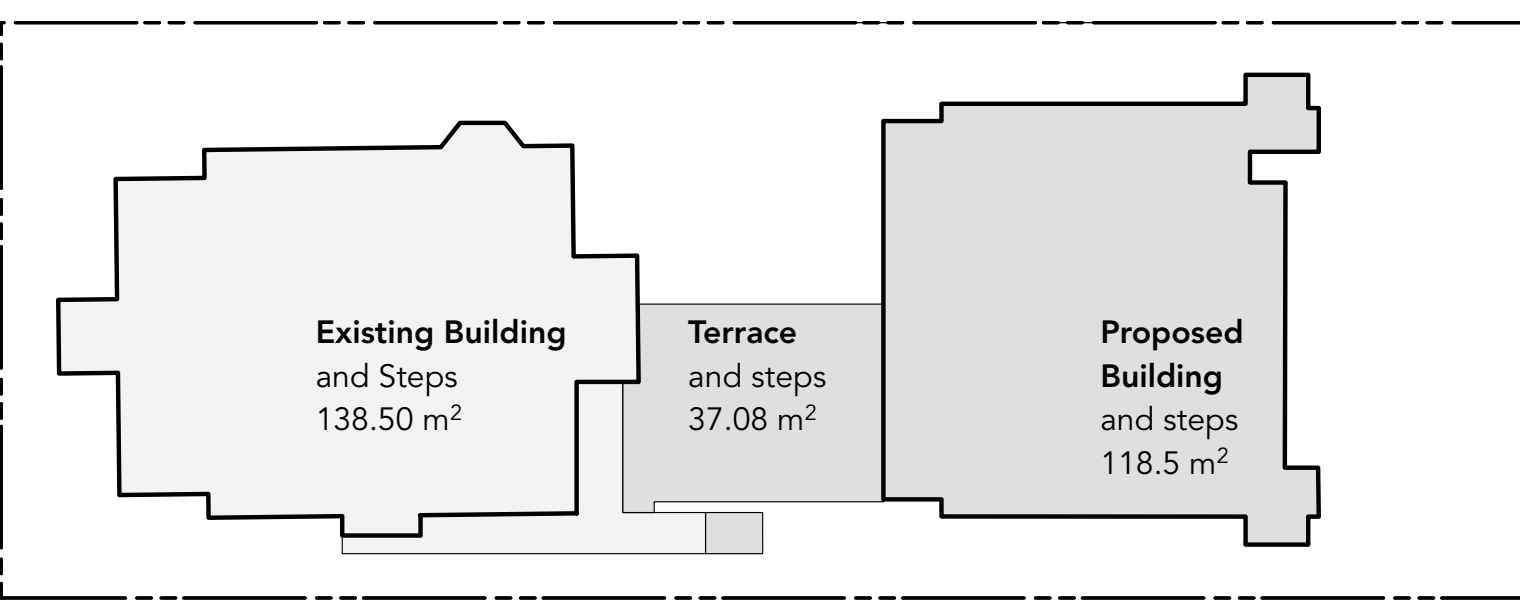 Existing Building
and Steps
138.50 m²
Terrace
and steps
37.08 m²
Proposed
Building
and steps
118.5 m²